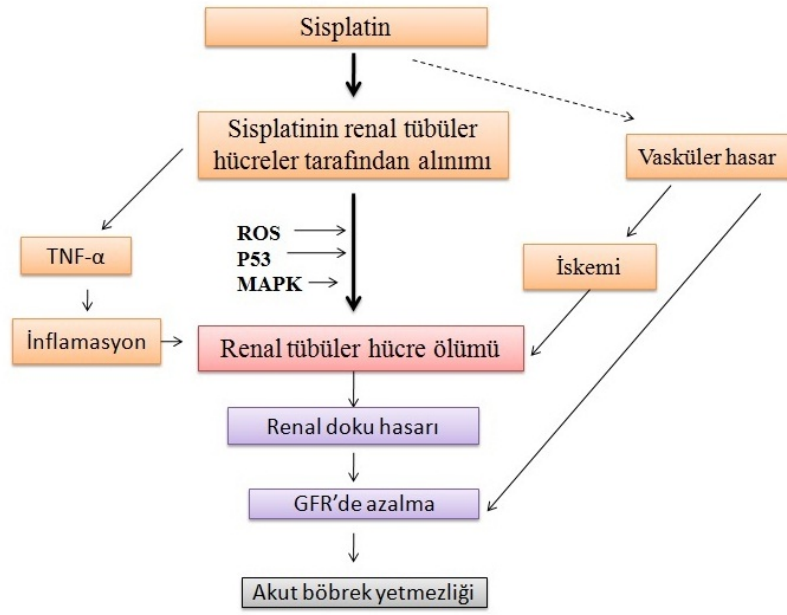 Sisplatin
Sisplatinin renal tübüler
hücreler tarafından alınımı
Vasküler hasar
ROS
P53
MAPK
TNF-α
İskemi
İnflamasyon
Renal tübüler hücre ölümü
Renal doku hasarı
GFR’de azalma
Akut böbrek yetmezliği